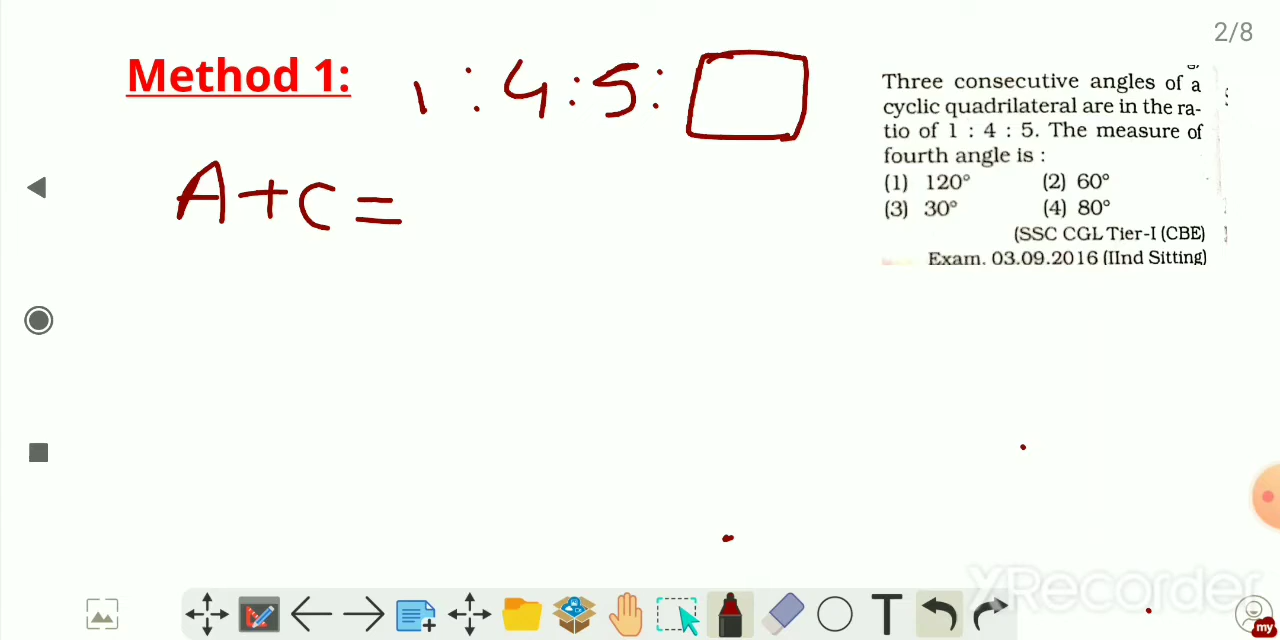 2/8
Method 1:
1 : 4 : 5 :
A + C =
Three consecutive angles of a
cyclic quadrilateral are in the ra-
tio of 1 : 4 : 5. The measure of
fourth angle is :
(1) 120° (2) 60°
(3) 30° (4) 80°
(SSC CGL Tier-I (CBE)
Exam. 03.09.2016 (IInd Sitting)
T
XRecorder
my